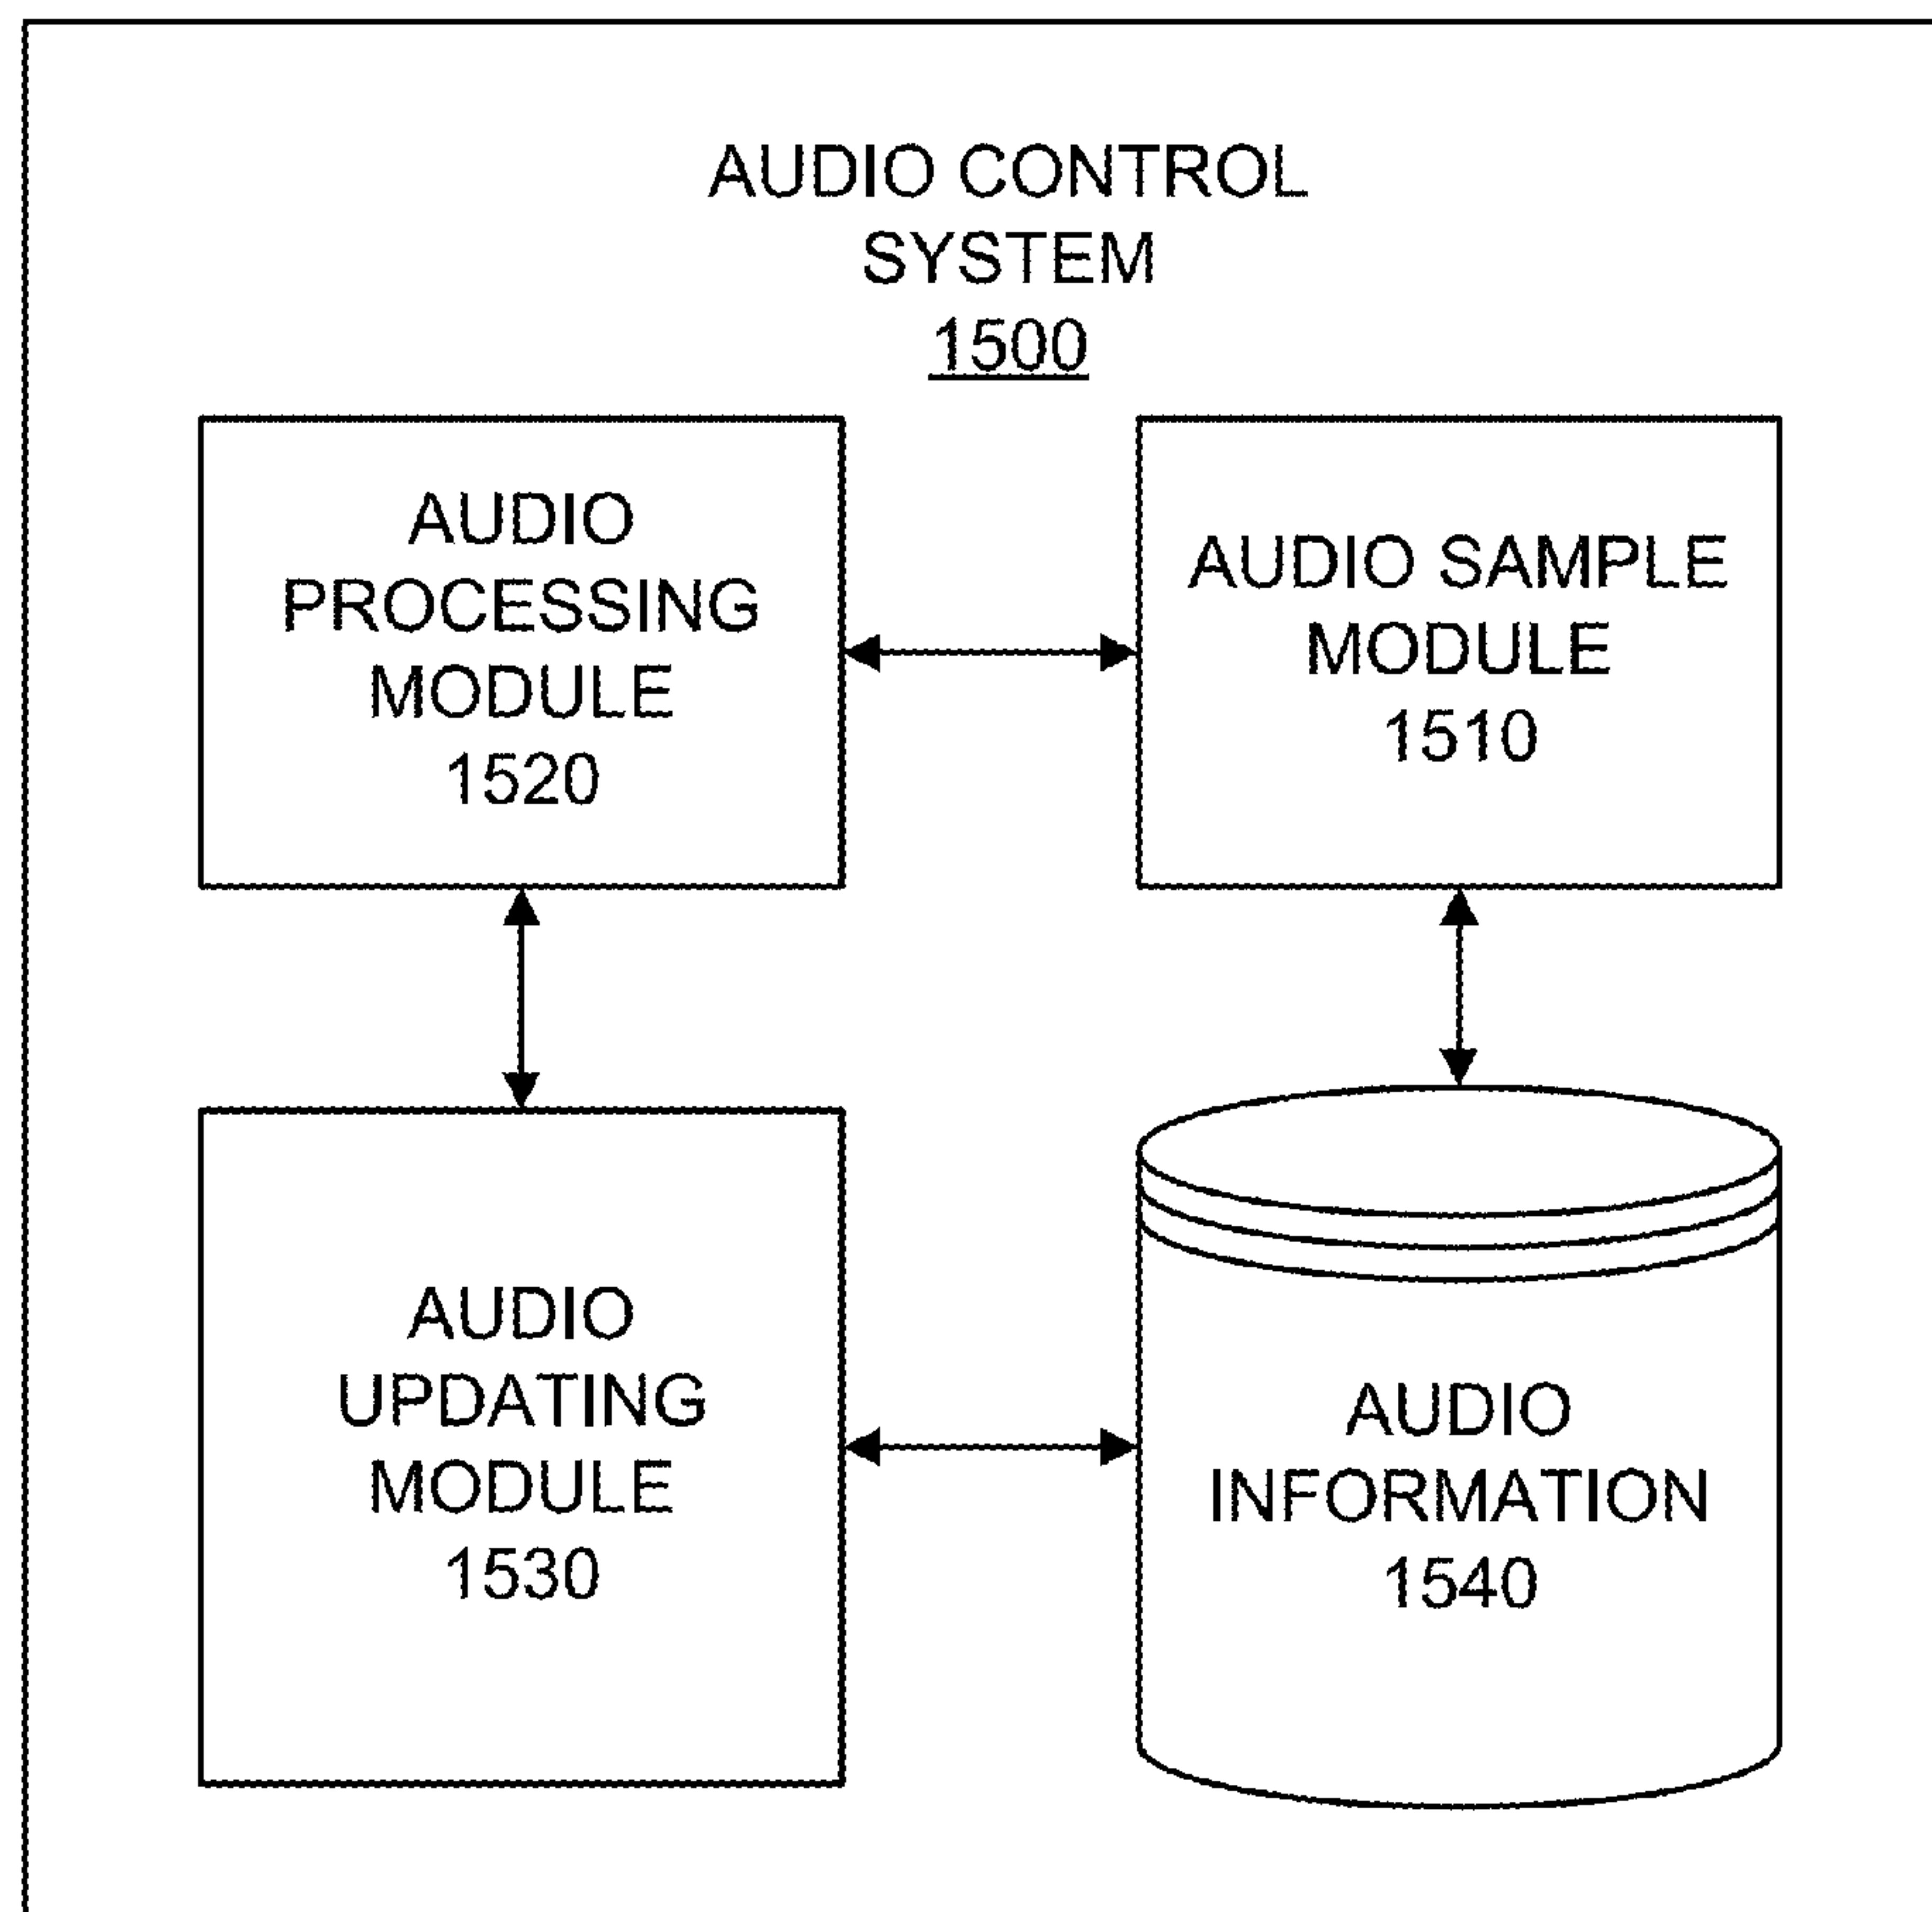 AUDIO CONTROL
SYSTEM
1500
AUDIO
PROCESSING
MODULE
1520
AUDIO SAMPLE
MODULE
1510
AUDIO
UPDATING
MODULE
1530
AUDIO
INFORMATION
1540